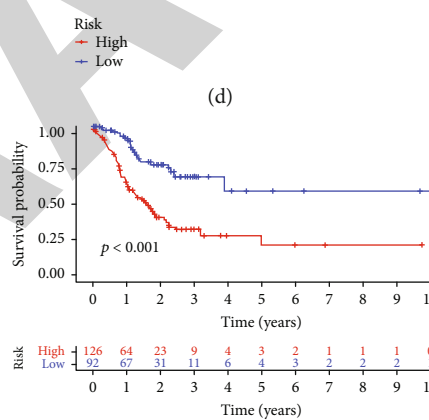 Risk
High
Low
(d)
Survival probability
1.00
0.75
0.50
0.25
0.00
p < 0.001
0 1 2 3 4 5 6 7 8 9
Time (years)
Risk
High 126 64 23 9 4 3 2 1 1 1
Low 92 67 31 11 6 4 3 2 2 2
0 1 2 3 4 5 6 7 8 9
Time (years)